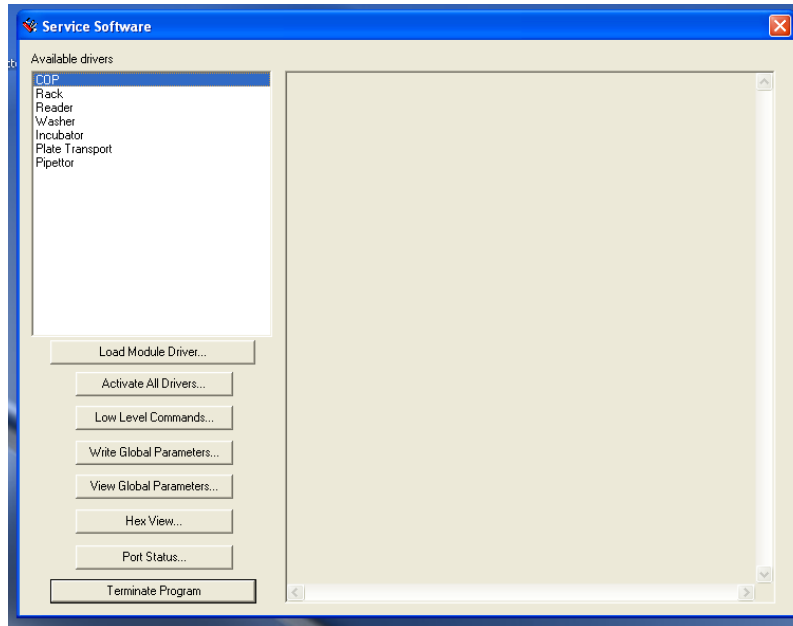 Service Software
Available drivers
COP
Rack
Reader
Washer
Incubator
Plate Transport
Pipettor
Load Module Driver...
Activate All Drivers...
Low Level Commands...
Write Global Parameters...
View Global Parameters...
Hex View...
Port Status...
Terminate Program